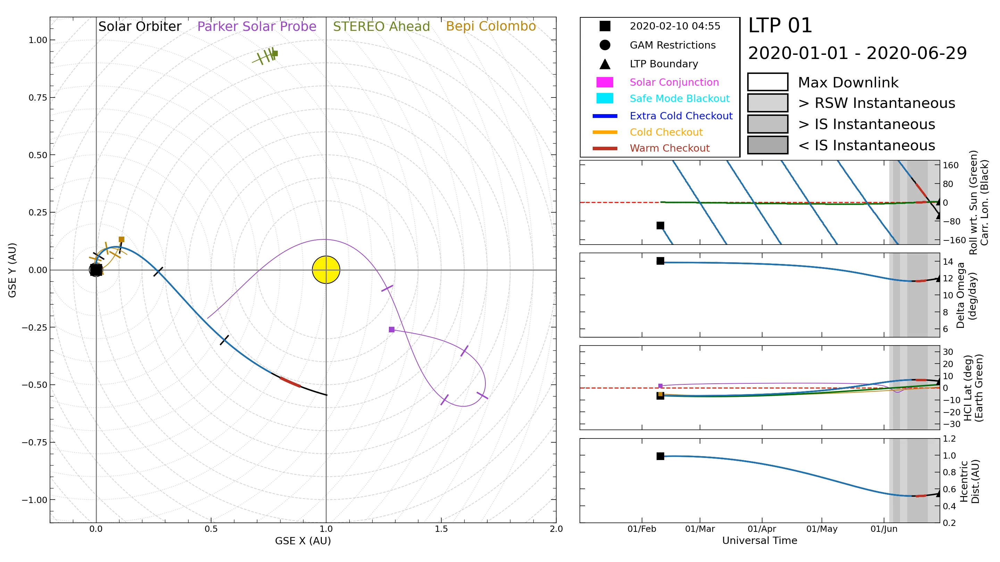 Solar Orbiter Parker Solar Probe STEREO Ahead Bepi Colombo
1.00
0.75
0.50
0.25
0.00
−0.25
−0.50
−0.75
−1.00
GSE Y (AU)
0.0 0.5 1.0 1.5 2.0
GSE X (AU)
2020-02-10 04:55
GAM Restrictions
LTP Boundary
Solar Conjunction
Safe Mode Blackout
Extra Cold Checkout
Cold Checkout
Warm Checkout
LTP 01
2020-01-01 - 2020-06-29
Max Downlink
> RSW Instantaneous
> IS Instantaneous
< IS Instantaneous
160
80
0
−80
−160
Roll wrt. Sun (Green)
Carr. Lon. (Black)
14
12
10
8
6
Delta Omega
(deg/day)
30
20
10
0
−10
−20
−30
HCI Lat (deg)
(Earth Green)
1.2
1.0
0.8
0.6
0.4
0.2
Hcentric
Dist.(AU)
01/Feb 01/Mar 01/Apr 01/May 01/Jun
Universal Time